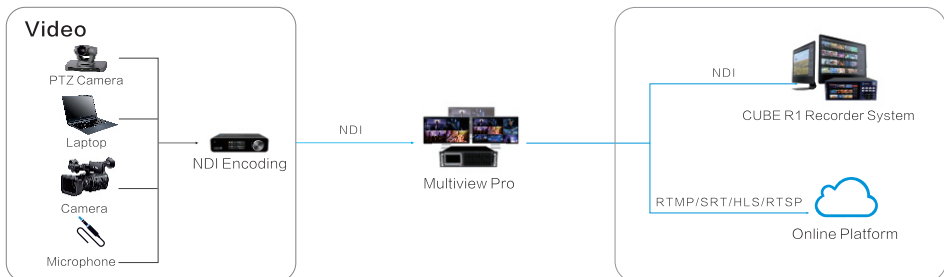 Video
PTZ Camera
Laptop
Camera
Microphone
NDI Encoding
NDI
Multiview Pro
NDI
CUBE R1 Recorder System
RTMP/SRT/HLS/RTSP
Online Platform